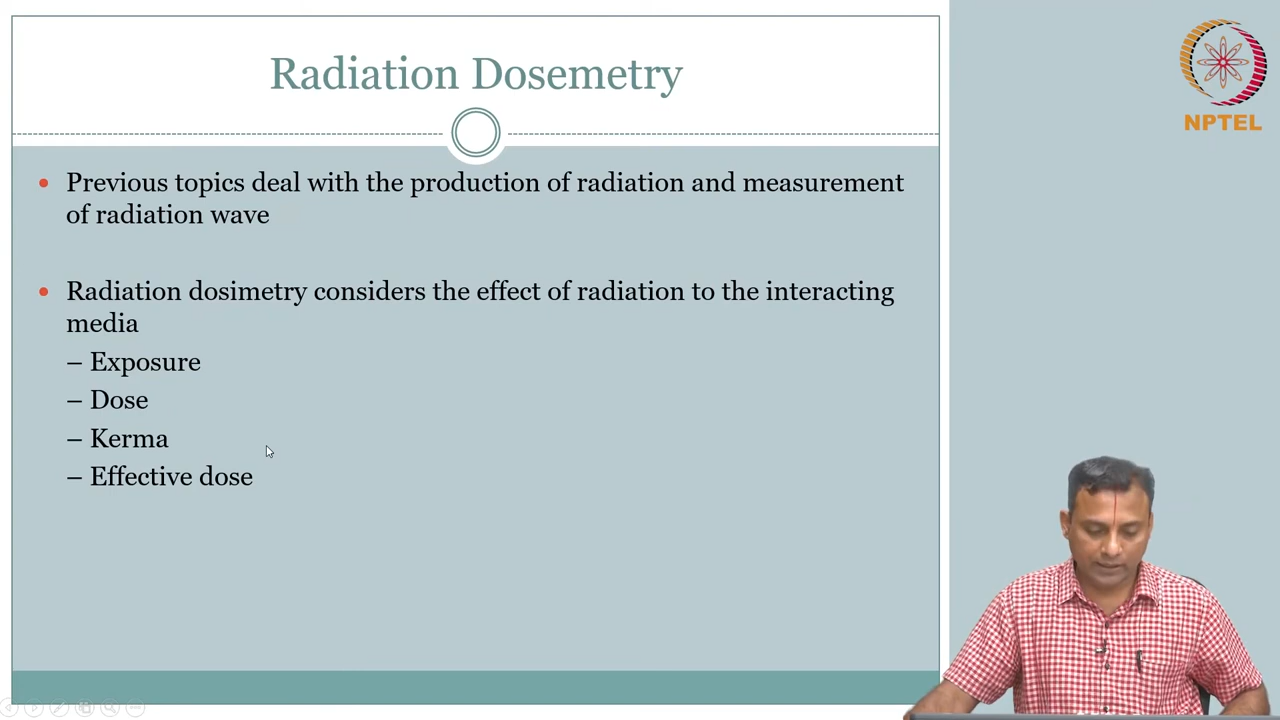 Radiation Dosemetry
NPTEL
Previous topics deal with the production of radiation and measurement
of radiation wave
Radiation dosimetry considers the effect of radiation to the interacting
media
– Exposure
– Dose
– Kerma
– Effective dose